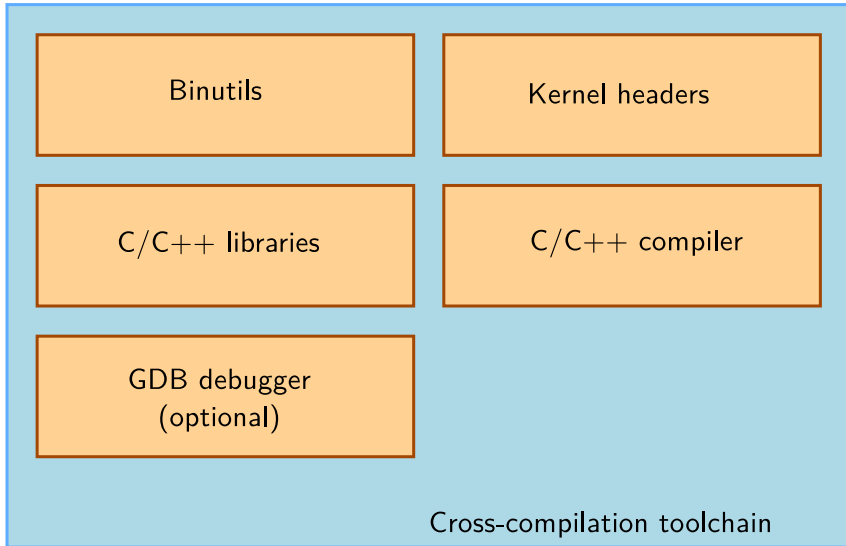 Binutils
Kernel headers
C/C++ libraries
C/C++ compiler
GDB debugger
(optional)
Cross-compilation toolchain